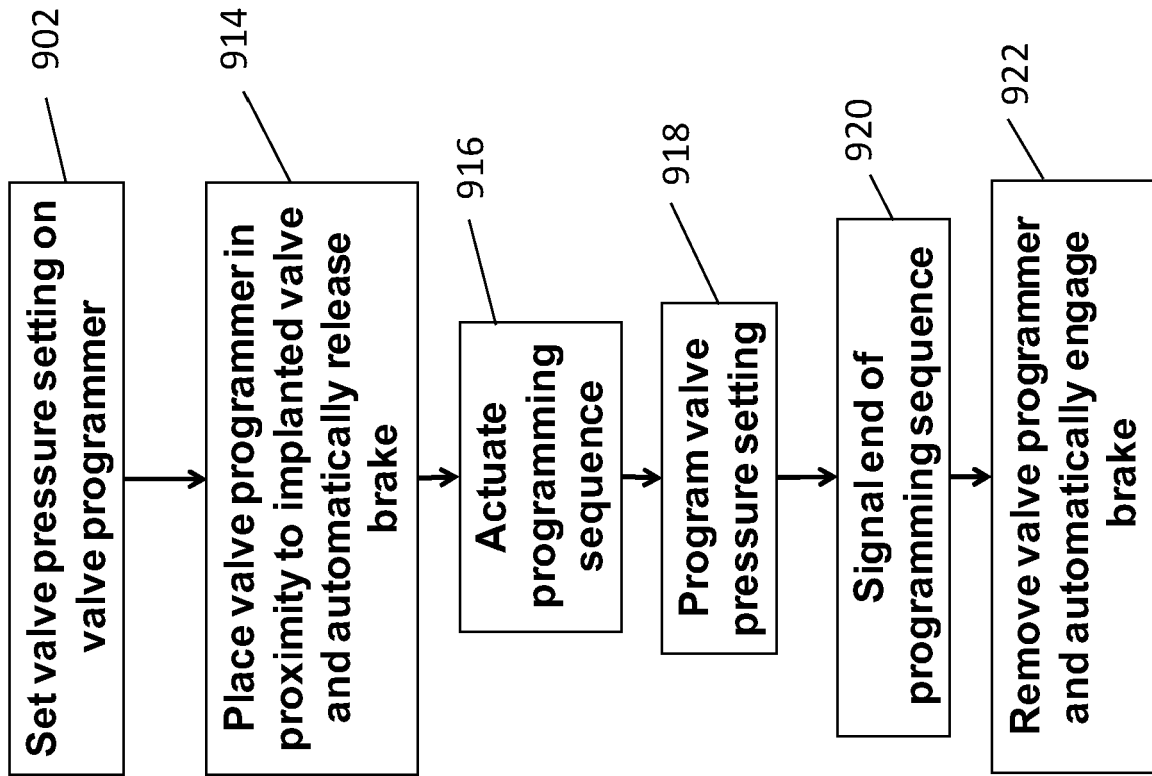 Set valve pressure setting on
valve programmer
902
Place valve programmer in
proximity to implanted valve
and automatically release
brake
914
Actuate
programming
sequence
916
Program valve
pressure setting
918
Signal end of
programming sequence
920
Remove valve programmer
and automatically engage
brake
922